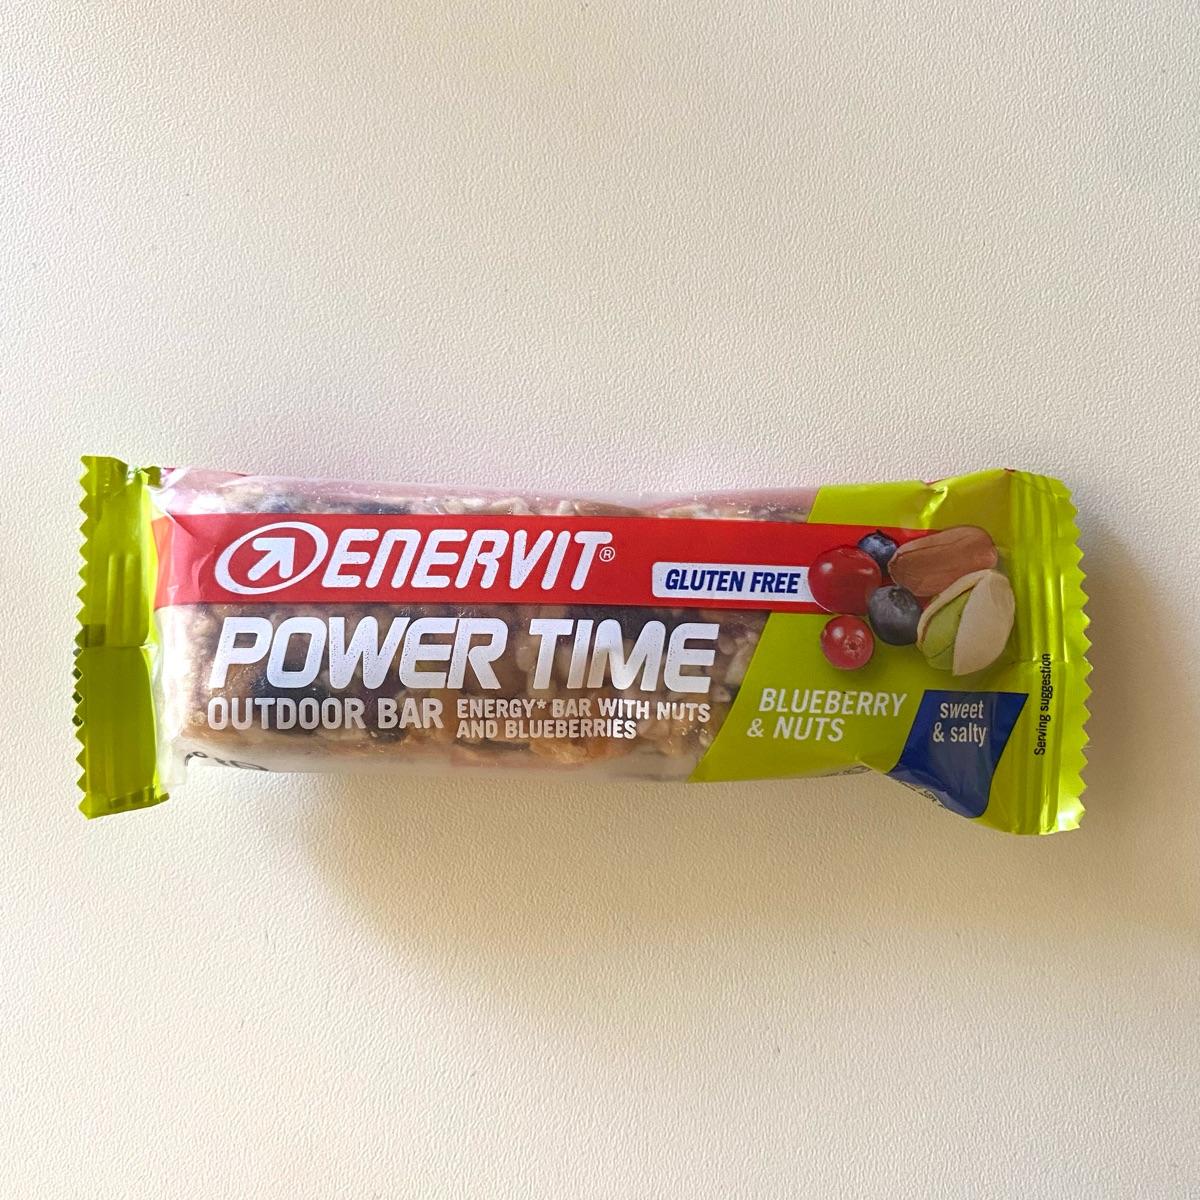 ENERVIT®
GLUTEN FREE
POWER TIME
OUTDOOR BAR
ENERGY* BAR WITH NUTS
AND BLUEBERRIES
BLUEBERRY
& NUTS
sweet
& salty
Serving suggestion